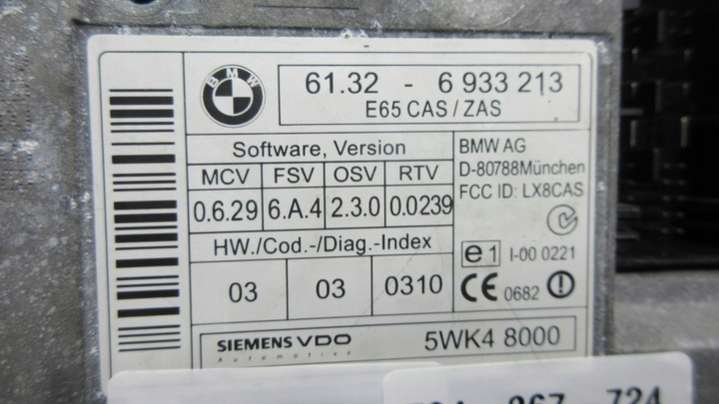 BMW
61.32 - 6 933 213
E65 CAS / ZAS
Software, Version
MCV FSV OSV RTV
0.6.29 6.A.4 2.3.0 0.0239
HW./Cod.-/Diag.-Index
03 03 0310
BMW AG
D-80788München
FCC ID: LX8CAS
e1 I-00 0221
CE 0682
SIEMENS VDO
Automotive
5WK4 8000